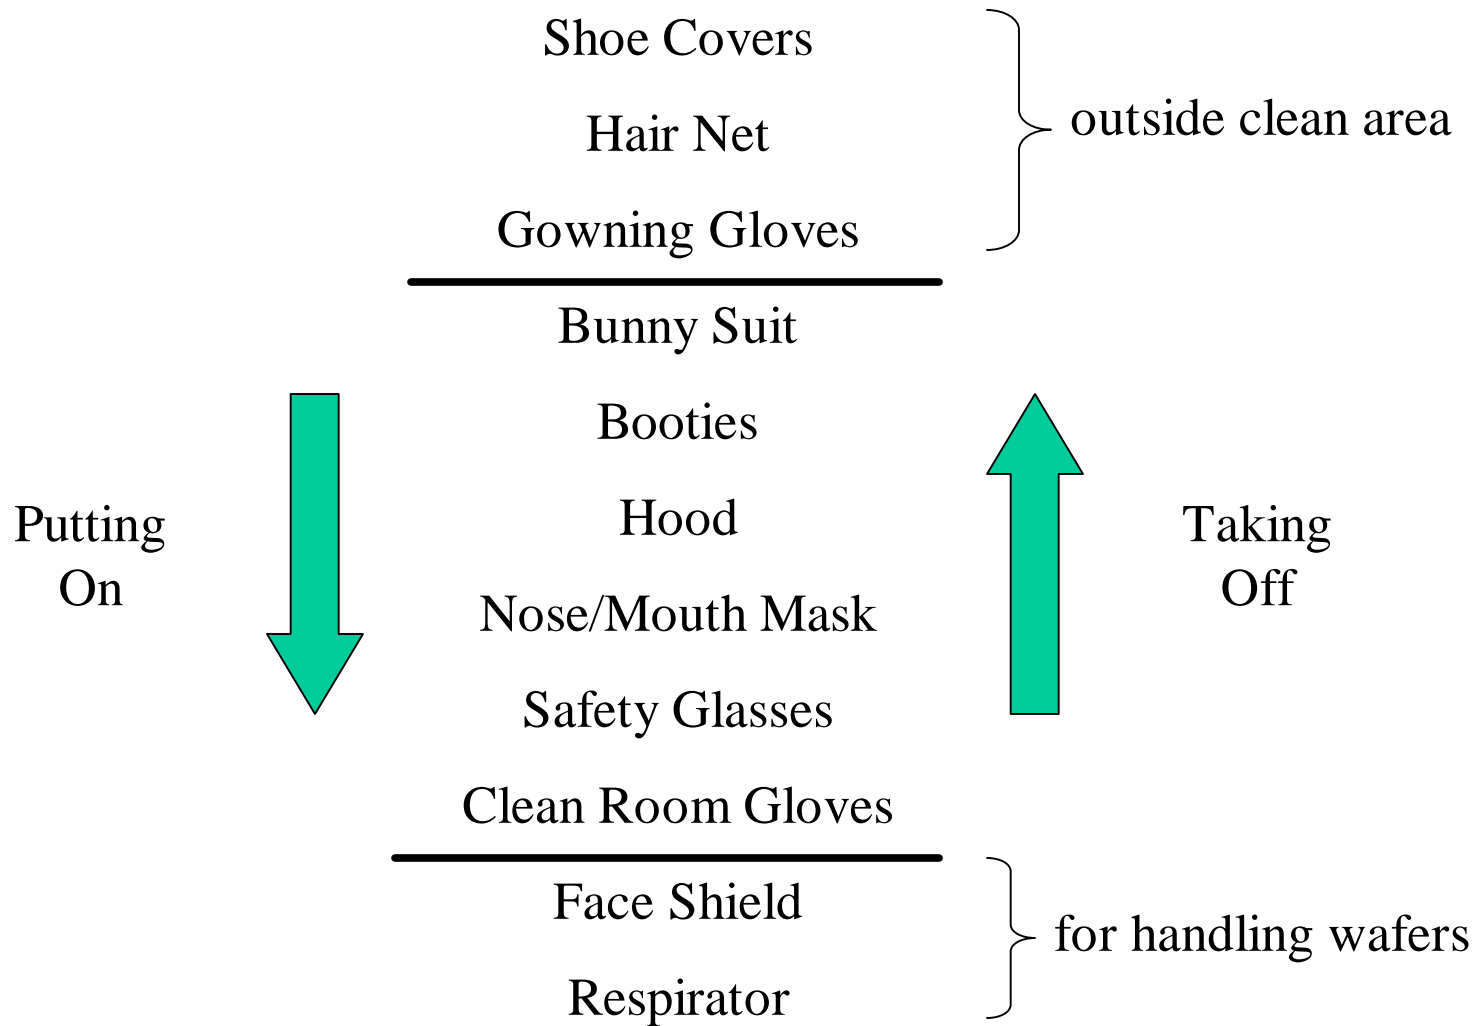 Shoe Covers
Hair Net
outside clean area
Gowning Gloves
Bunny Suit
Booties
Hood
Putting
On
Taking
Off
Nose/Mouth Mask
Safety Glasses
Clean Room Gloves
Face Shield
for handling wafers
Respirator